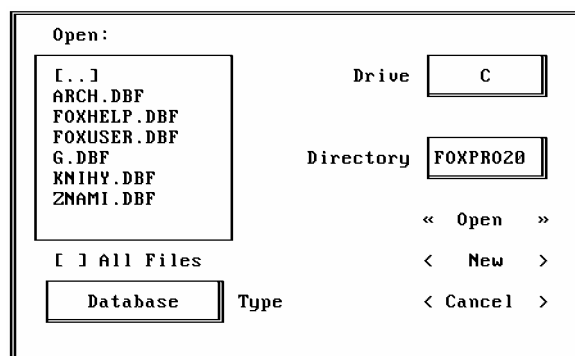 Open:
[..]
ARCH.DBF
FOXHELP.DBF
FOXUSER.DBF
G.DBF
KNIHY.DBF
ZNAMI.DBF
[ ] All Files
Database Type
Drive C
Directory FOXPRO20
« Open »
< New >
< Cancel >